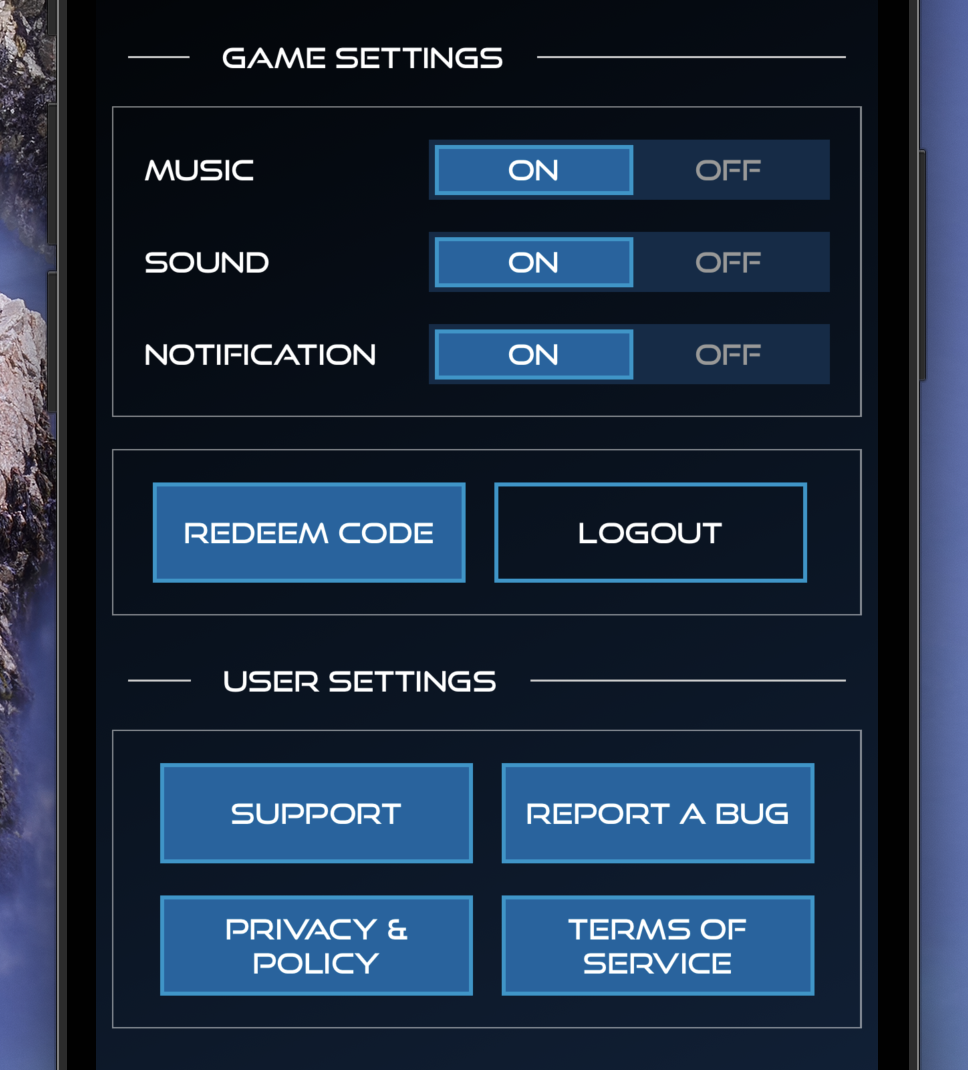 GAME SETTINGS
MUSIC ON OFF
SOUND ON OFF
NOTIFICATION ON OFF
REDEEM CODE LOGOUT
USER SETTINGS
SUPPORT REPORT A BUG
PRIVACY &
POLICY
TERMS OF
SERVICE